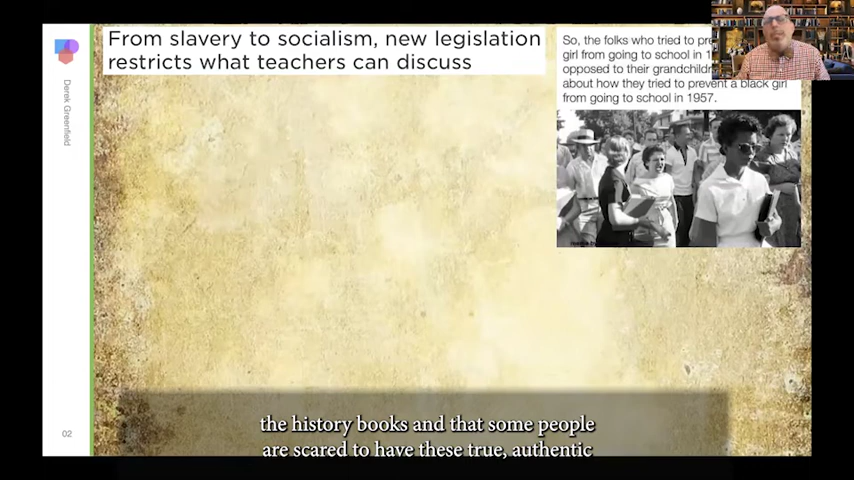 From slavery to socialism, new legislation
restricts what teachers can discuss
So, the folks who tried to
girl from going to school in
opposed to their
about how they tried to prevent a black girl
from going to school in 1957.
Derek Greenfield
02
the history books and that some people
are scared to have these true, authentic